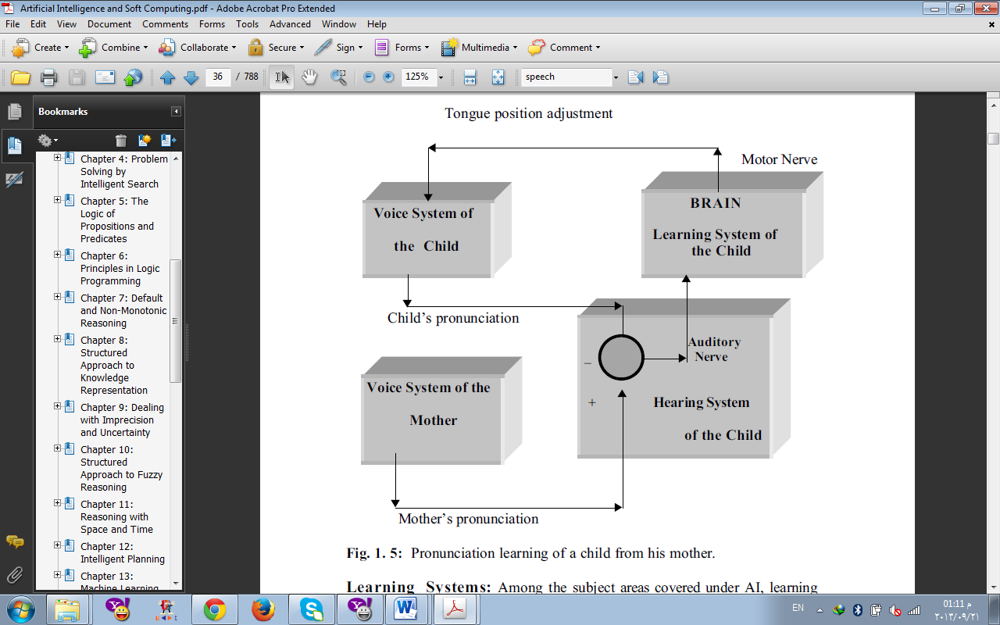 Artificial Intelligence and Soft Computing.pdf - Adobe Acrobat Pro Extended
File Edit View Document Comments Forms Tools Advanced Window Help
Create Combine Collaborate Secure Sign Forms Multimedia Comment
36 / 788 125% speech
Bookmarks
Chapter 4: Problem
Solving by
Intelligent Search
Chapter 5: The
Logic of
Propositions and
Predicates
Chapter 6:
Principles in Logic
Programming
Chapter 7: Default
and Non-Monotonic
Reasoning
Chapter 8:
Structured
Approach to
Knowledge
Representation
Chapter 9: Dealing
with Imprecision
and Uncertainty
Chapter 10:
Structured
Approach to Fuzzy
Reasoning
Chapter 11:
Reasoning with
Space and Time
Chapter 12:
Intelligent Planning
Chapter 13:
Machine Learning
Tongue position adjustment
Motor Nerve
Voice System of
the Child
BRAIN
Learning System of
the Child
Child's pronunciation
Auditory
Nerve
–
+
Hearing System
of the Child
Voice System of the
Mother
Mother's pronunciation
Fig. 1. 5: Pronunciation learning of a child from his mother.
Learning Systems: Among the subject areas covered under AI, learning
EN
01:11 م
٢٠١٣/٠٩/٢١